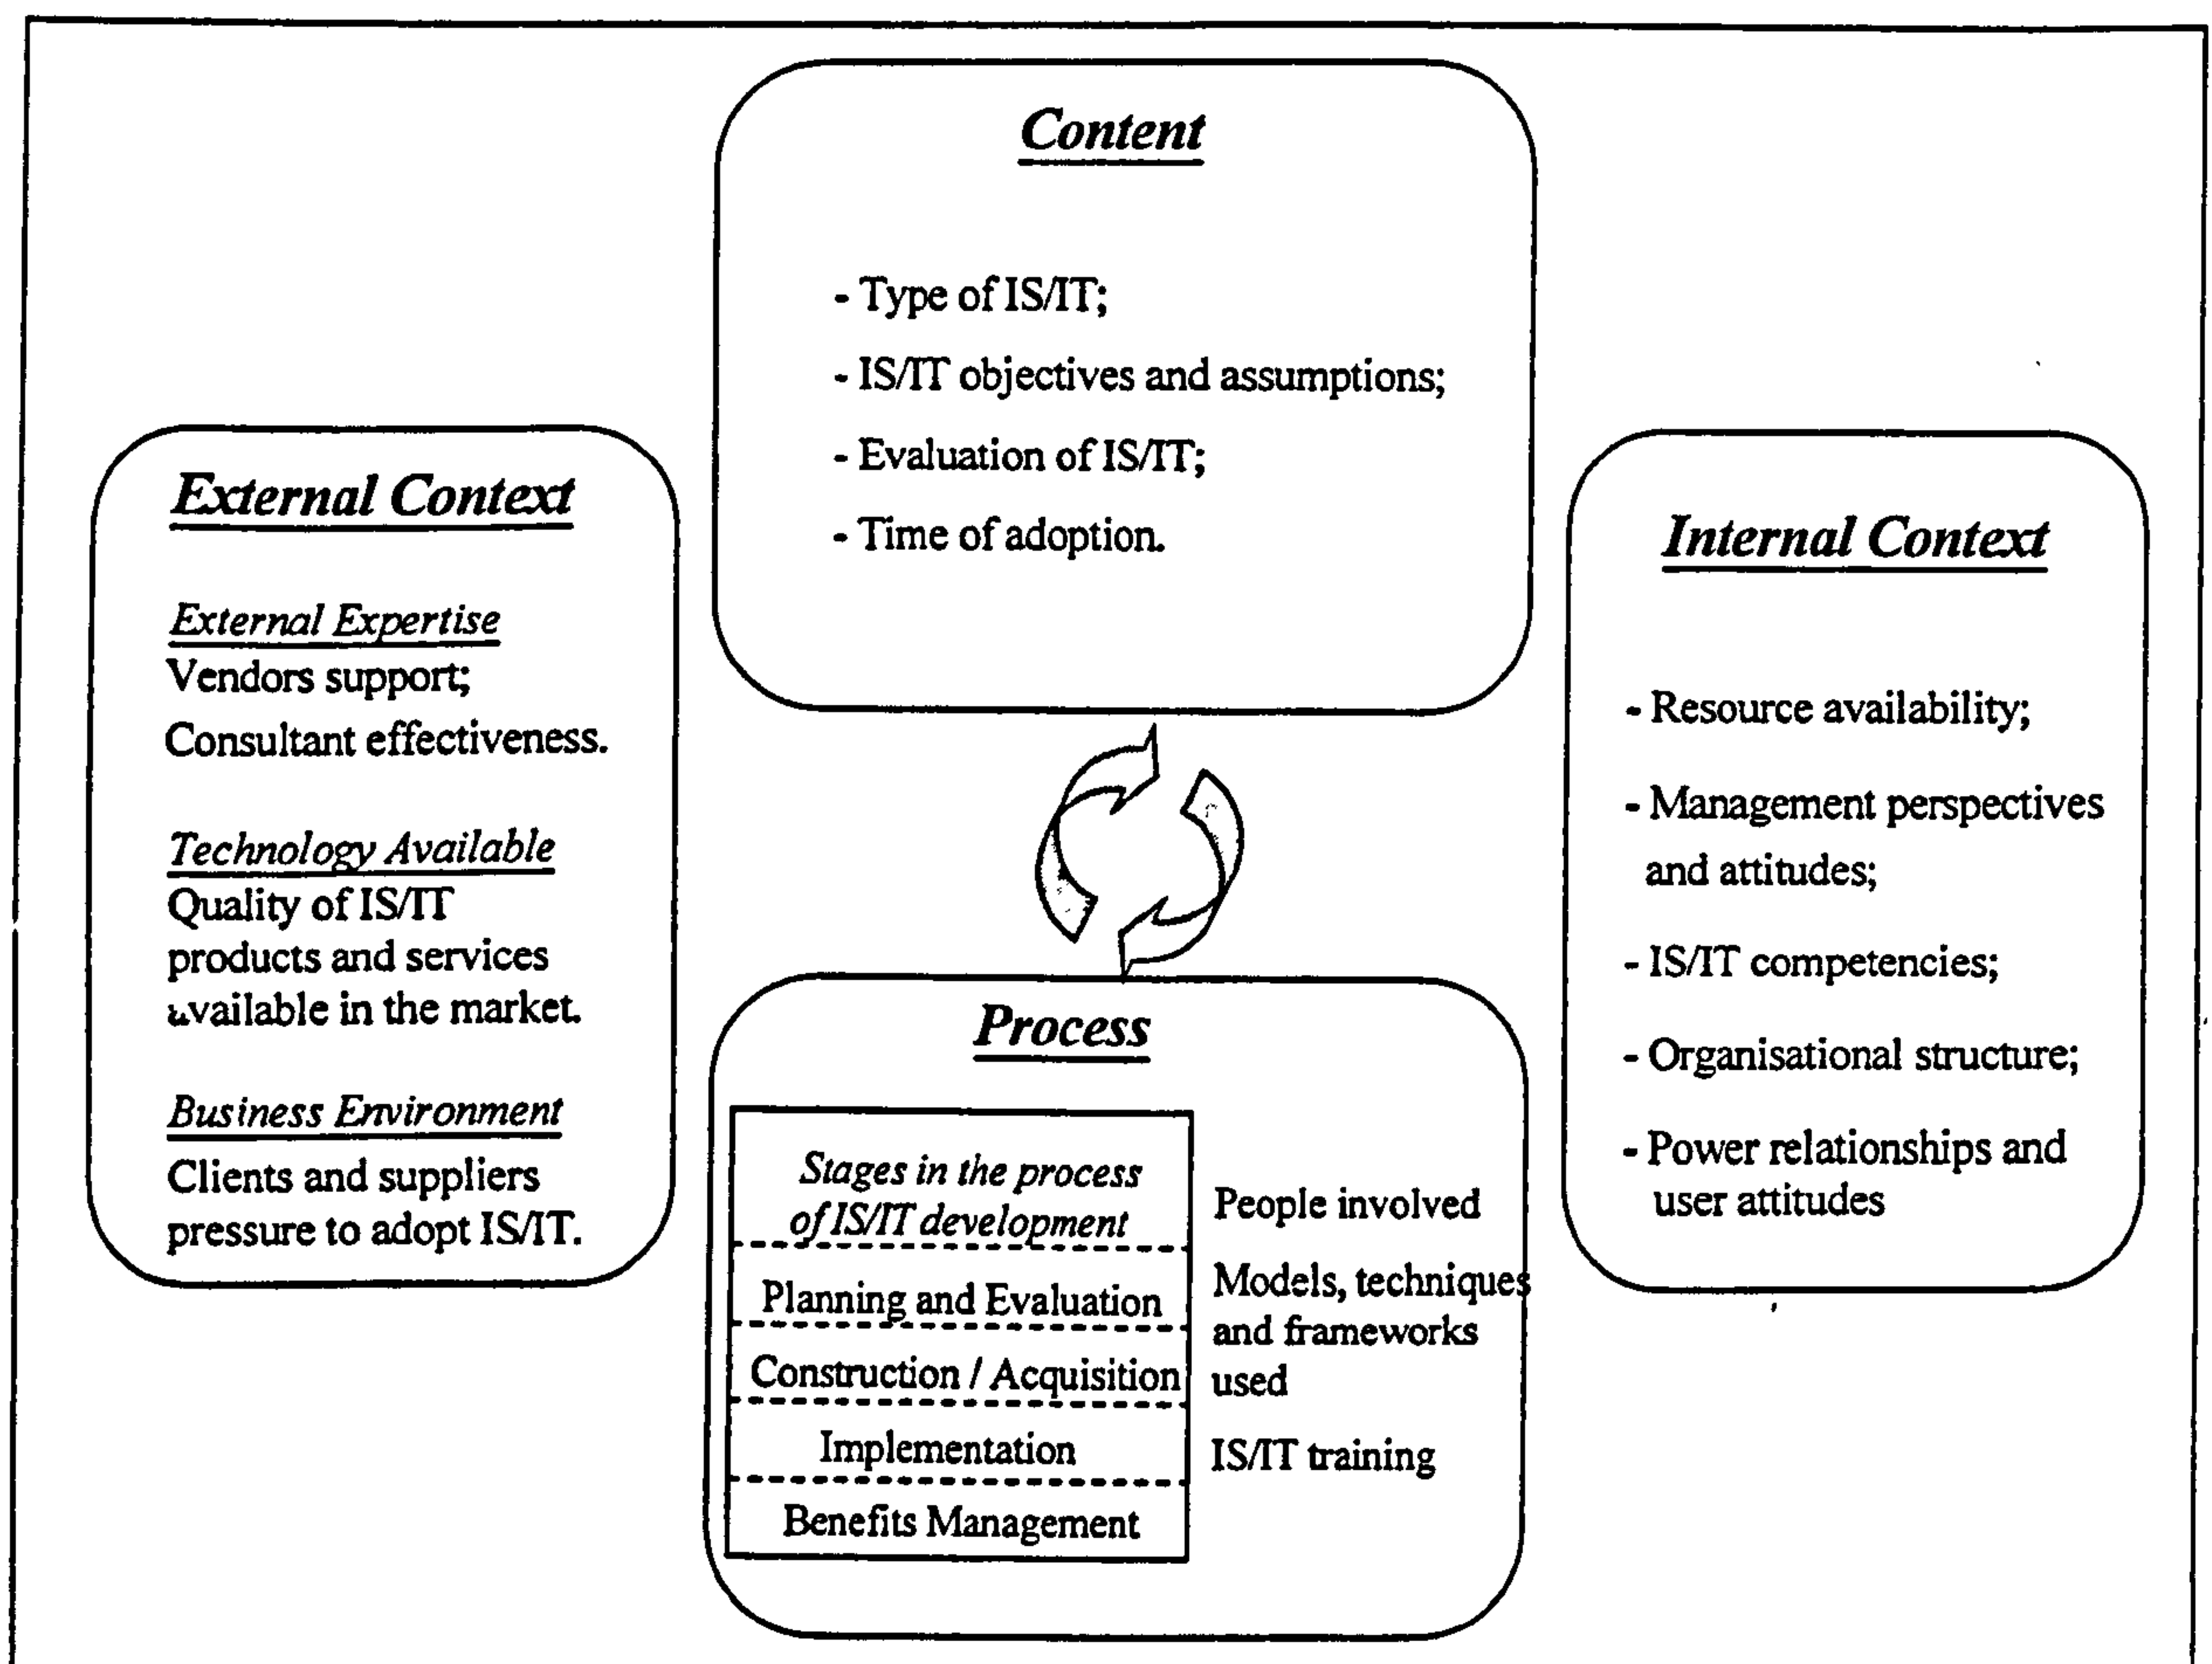 Content
- Type of IS/IT;
- IS/IT objectives and assumptions;
- Evaluation of IS/IT;
- Time of adoption.
External Context
External Expertise
Vendors support;
Consultant effectiveness.
Technology Available
Quality of IS/IT
products and services
available in the market.
Business Environment
Clients and suppliers
pressure to adopt IS/IT.
Internal Context
- Resource availability;
- Management perspectives
and attitudes;
- IS/IT competencies;
- Organisational structure;
- Power relationships and
user attitudes
Process
Stages in the process
of IS/IT development
Planning and Evaluation
Construction / Acquisition
Implementation
Benefits Management
People involved
Models, techniques
and frameworks
used
IS/IT training